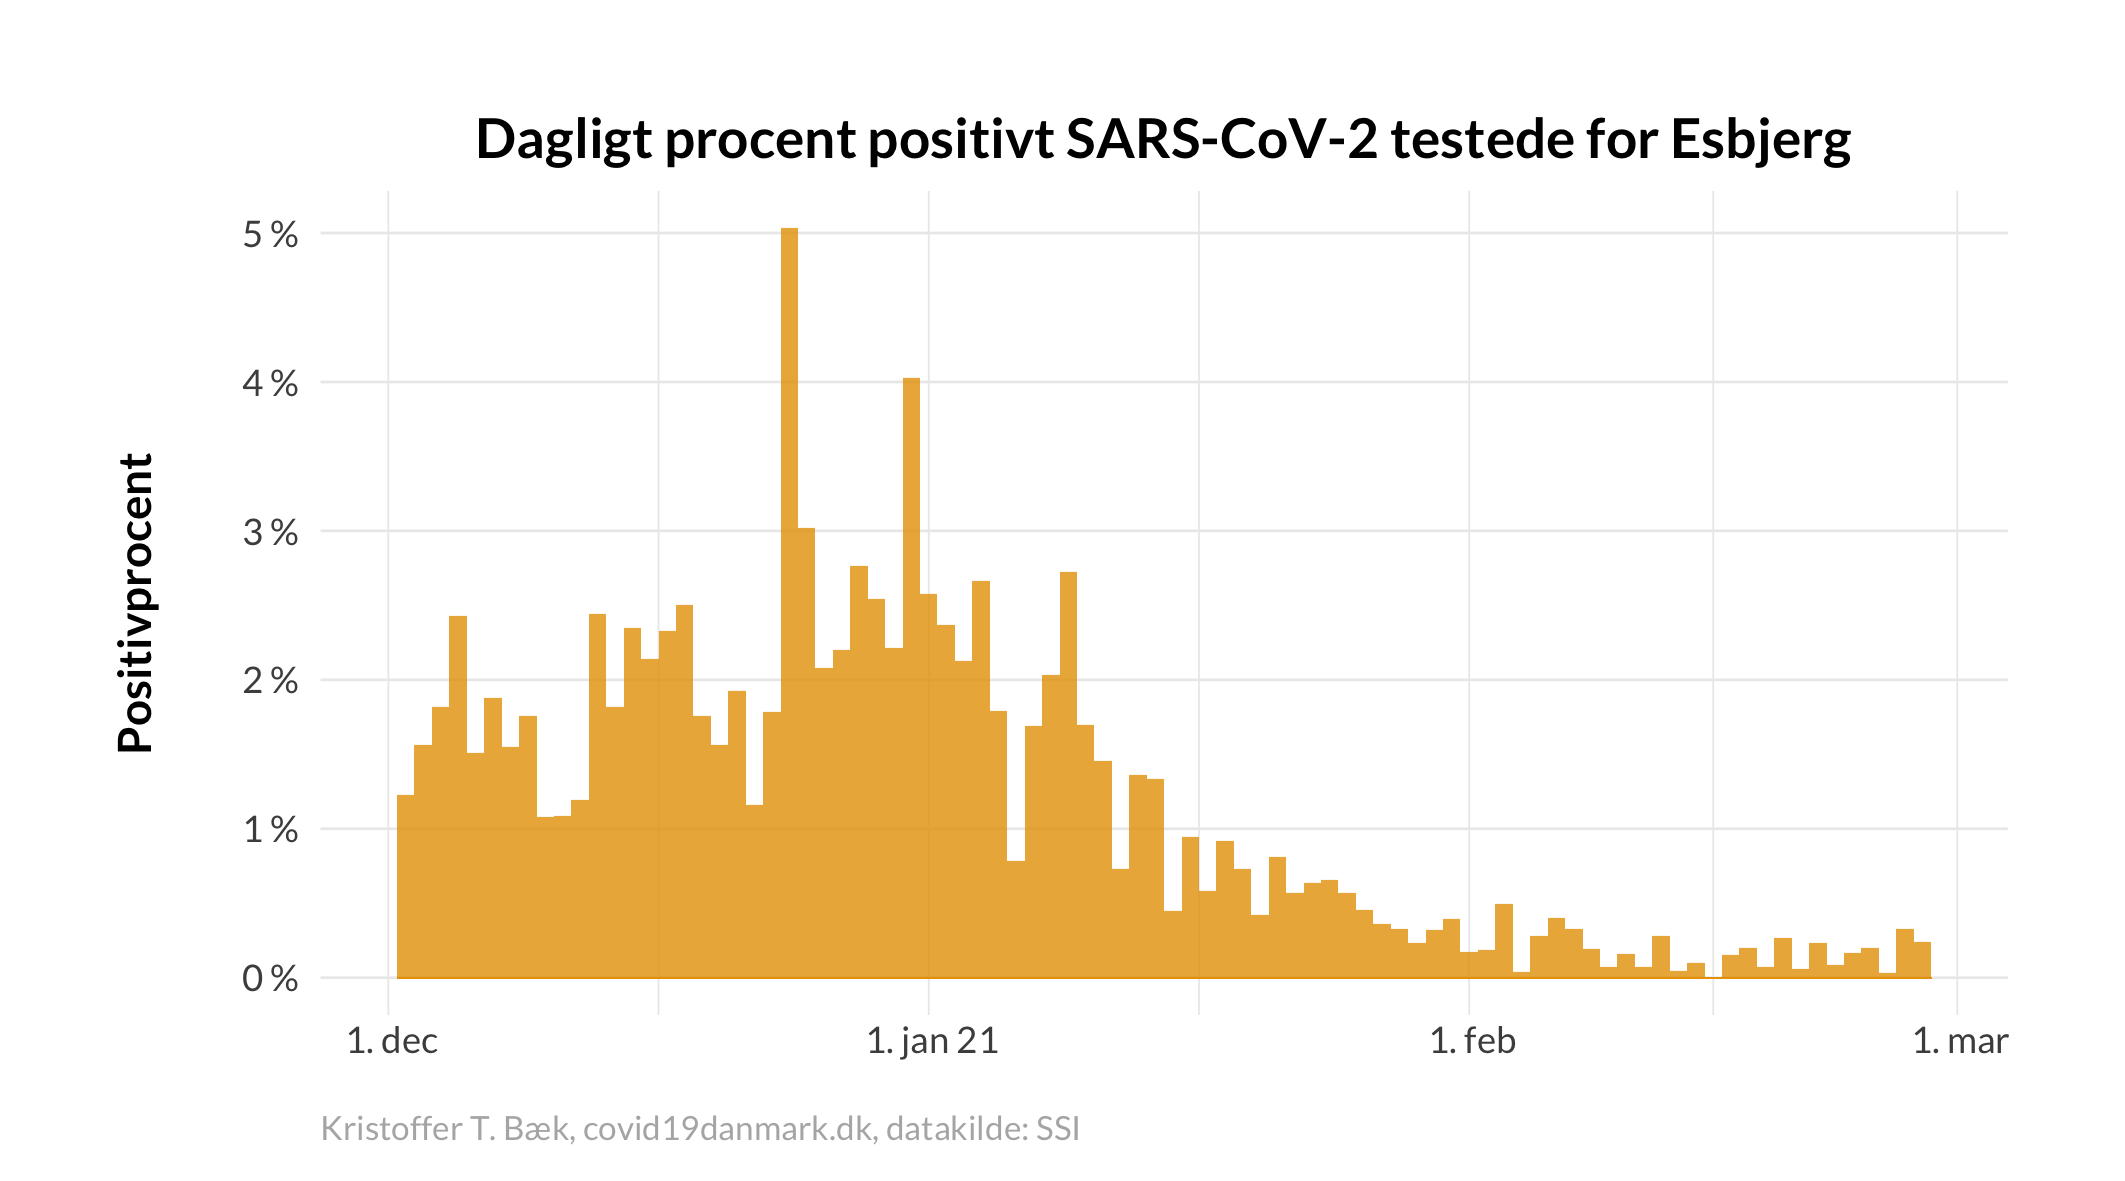 Dagligt procent positivt SARS-CoV-2 testede for Esbjerg
Positivprocent
5 %
4 %
3 %
2 %
1 %
0 %
1. dec
1. jan 21
1. feb
1. mar
Kristoffer T. Bæk, covid19danmark.dk, datakilde: SSI